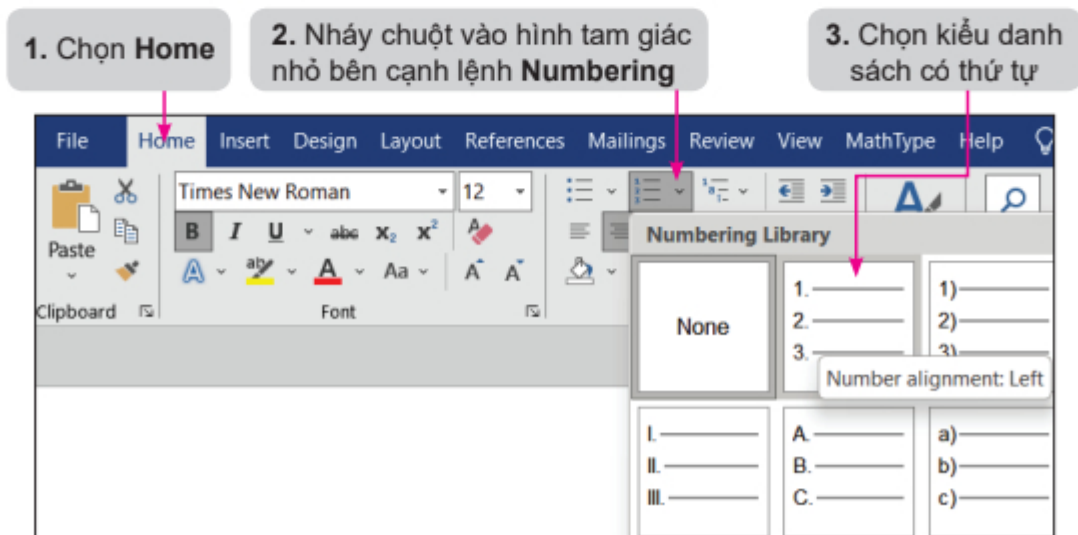 1. Chọn Home
2. Nháy chuột vào hình tam giác
nhỏ bên cạnh lệnh Numbering
3. Chọn kiểu danh
sách có thứ tự
File Home Insert Design Layout References Mailings Review View MathType Help
Times New Roman 12
B I U abc x₂ x² A
Paste
A ab A Aa A A
Clipboard Font
Numbering Library
None
1.
2.
3.
1)
2)
3)
Number alignment: Left
I.
II.
III.
A.
B.
C.
a)
b)
c)